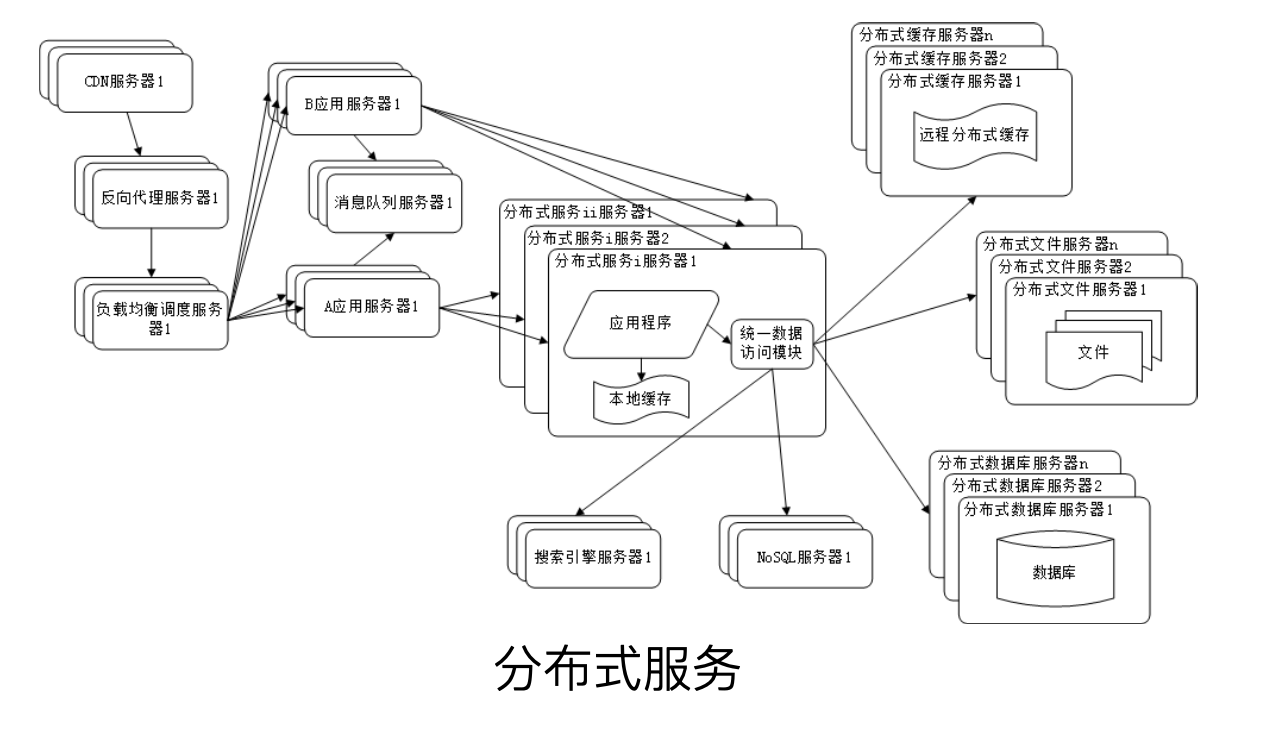 CDN服务器1
反向代理服务器1
负载均衡调度服务
器1
B应用服务器1
消息队列服务器1
A应用服务器1
分布式服务ii服务器1
分布式服务i服务器2
分布式服务i服务器1
应用程序
统一数据
访问模块
本地缓存
分布式缓存服务器n
分布式缓存服务器2
分布式缓存服务器1
远程分布式缓存
分布式文件服务器n
分布式文件服务器2
分布式文件服务器1
文件
分布式数据库服务器n
分布式数据库服务器2
分布式数据库服务器1
数据库
搜索引擎服务器1
NoSQL服务器1
分布式服务